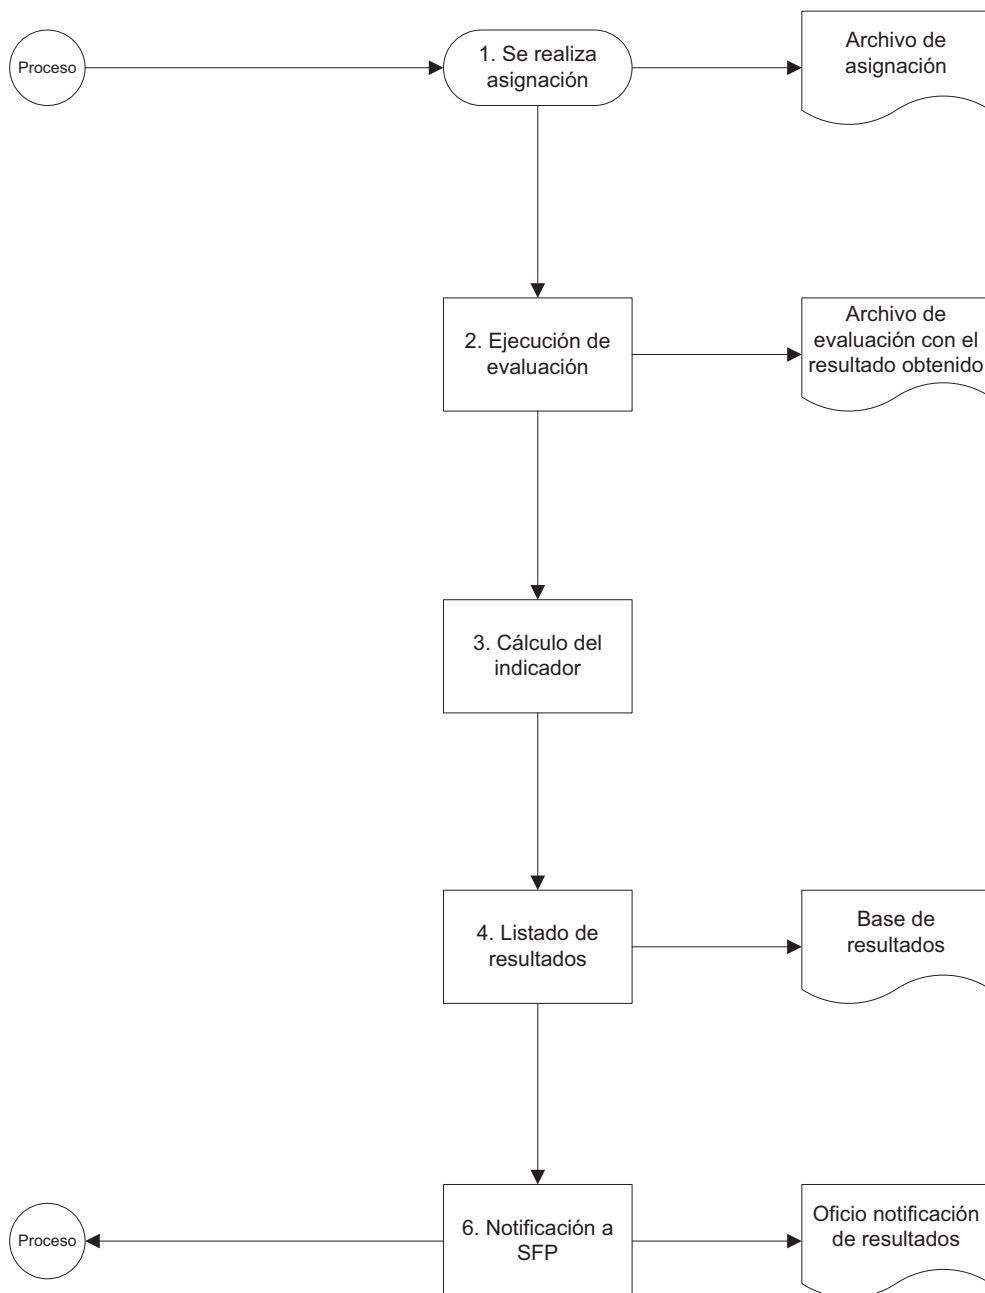 Proceso
1. Se realiza
asignación
Archivo de
asignación
2. Ejecución de
evaluación
Archivo de
evaluación con el
resultado obtenido
3. Cálculo del
indicador
4. Listado de
resultados
Base de
resultados
Proceso
6. Notificación a
SFP
Oficio notificación
de resultados